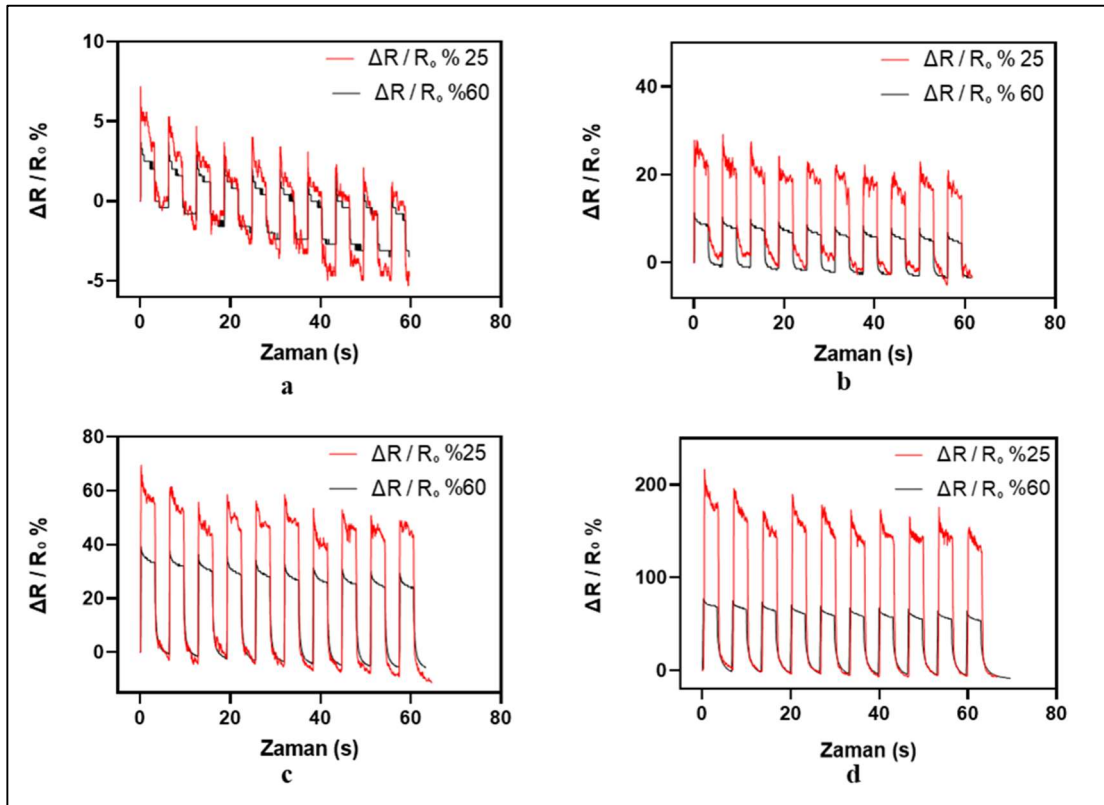 10
5
0
-5
ΔR / R₀ %
ΔR / R₀ % 25
ΔR / R₀ %60
0 20 40 60 80
Zaman (s)
a
40
20
0
ΔR / R₀ %
ΔR / R₀ % 25
ΔR / R₀ % 60
0 20 40 60 80
Zaman (s)
b
80
60
40
20
0
ΔR / R₀ %
ΔR / R₀ %25
ΔR / R₀ %60
0 20 40 60 80
Zaman (s)
c
200
100
0
ΔR / R₀ %
ΔR / R₀ %25
ΔR / R₀ %60
0 20 40 60 80
Zaman (s)
d